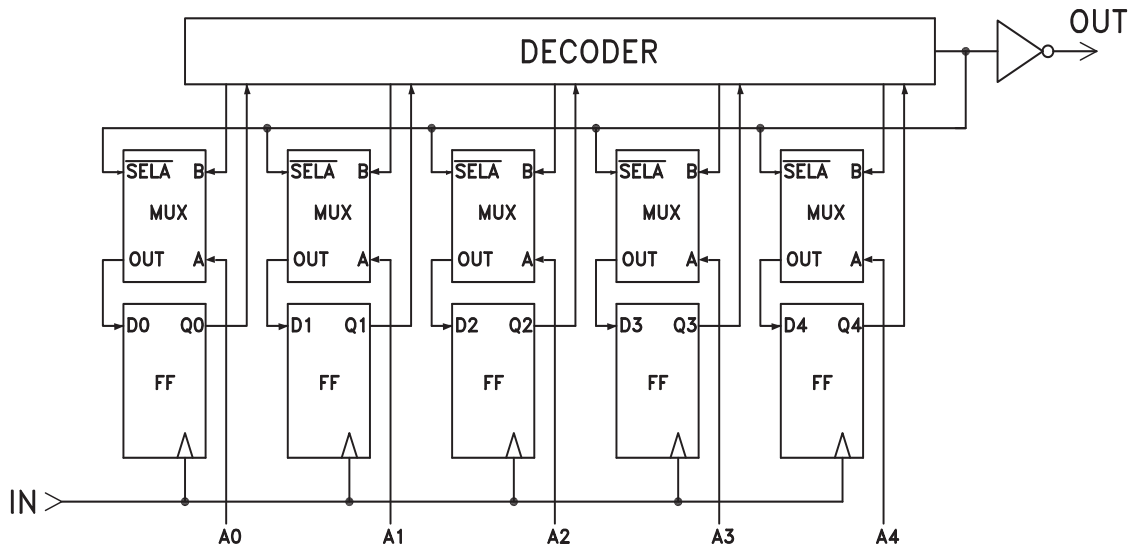 OUT
DECODER
SELA B SELA B SELA B SELA B SELA B
MUX MUX MUX MUX MUX
OUT A OUT A OUT A OUT A OUT A
D0 Q0 D1 Q1 D2 Q2 D3 Q3 D4 Q4
FF FF FF FF FF
IN
A0 A1 A2 A3 A4